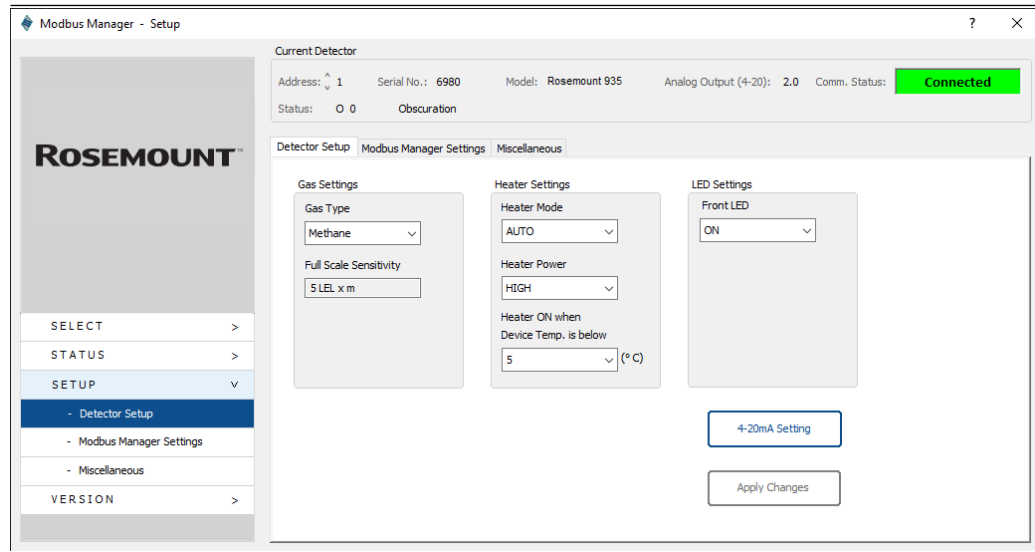 Modbus Manager - Setup ? X
ROSEMOUNT™
SELECT >
STATUS >
SETUP v
- Detector Setup
- Modbus Manager Settings
- Miscellaneous
VERSION >
Current Detector
Address: 1 Serial No.: 6980 Model: Rosemount 935 Analog Output (4-20): 2.0 Comm. Status: Connected
Status: O 0 Obscuration
Detector Setup Modbus Manager Settings Miscellaneous
Gas Settings
Gas Type
Methane
Full Scale Sensitivity
5 LEL x m
Heater Settings
Heater Mode
AUTO
Heater Power
HIGH
Heater ON when
Device Temp. is below
5 (° C)
LED Settings
Front LED
ON
4-20mA Setting
Apply Changes